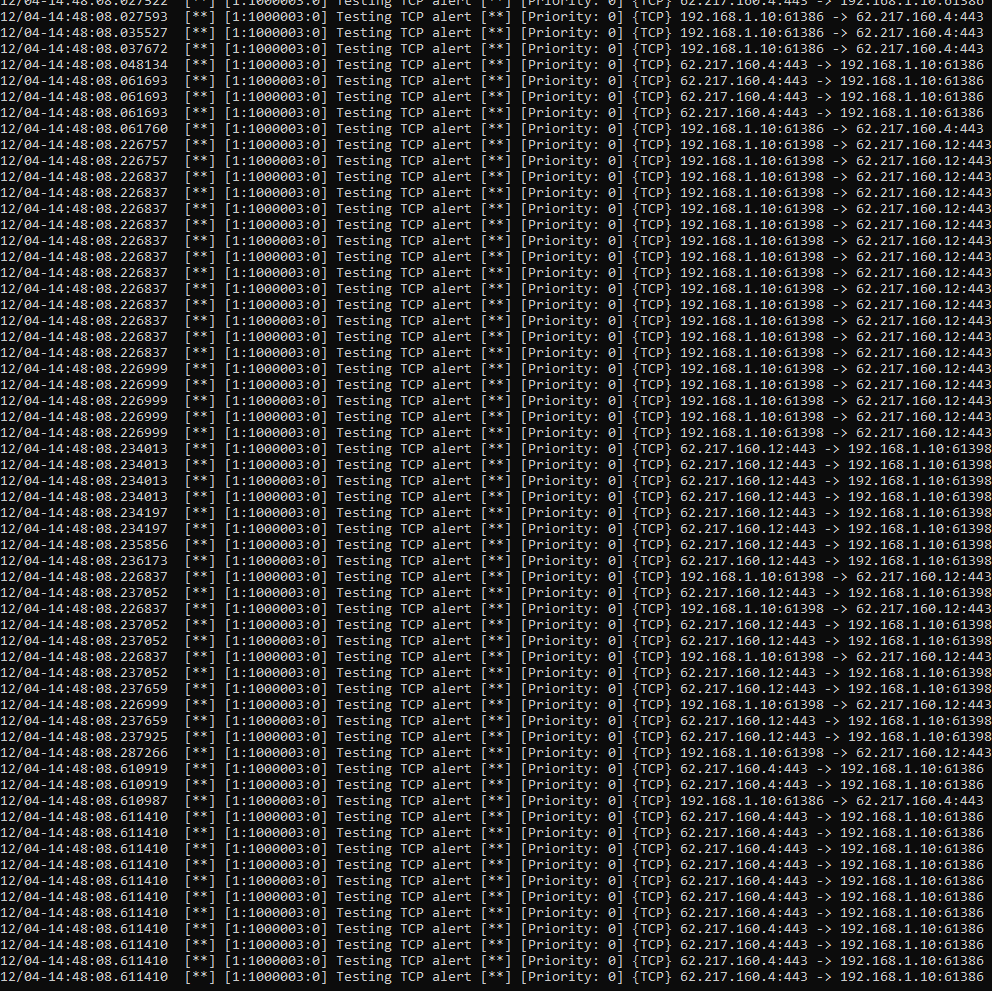 12/04-14:48:08.027522  [**] [1:1000003:0] Testing TCP alert [**] [Priority: 0] {TCP} 62.217.160.4:443 -> 192.168.1.10:61386
12/04-14:48:08.027593  [**] [1:1000003:0] Testing TCP alert [**] [Priority: 0] {TCP} 192.168.1.10:61386 -> 62.217.160.4:443
12/04-14:48:08.035527  [**] [1:1000003:0] Testing TCP alert [**] [Priority: 0] {TCP} 192.168.1.10:61386 -> 62.217.160.4:443
12/04-14:48:08.037672  [**] [1:1000003:0] Testing TCP alert [**] [Priority: 0] {TCP} 192.168.1.10:61386 -> 62.217.160.4:443
12/04-14:48:08.048134  [**] [1:1000003:0] Testing TCP alert [**] [Priority: 0] {TCP} 62.217.160.4:443 -> 192.168.1.10:61386
12/04-14:48:08.061693  [**] [1:1000003:0] Testing TCP alert [**] [Priority: 0] {TCP} 62.217.160.4:443 -> 192.168.1.10:61386
12/04-14:48:08.061693  [**] [1:1000003:0] Testing TCP alert [**] [Priority: 0] {TCP} 62.217.160.4:443 -> 192.168.1.10:61386
12/04-14:48:08.061693  [**] [1:1000003:0] Testing TCP alert [**] [Priority: 0] {TCP} 62.217.160.4:443 -> 192.168.1.10:61386
12/04-14:48:08.061760  [**] [1:1000003:0] Testing TCP alert [**] [Priority: 0] {TCP} 192.168.1.10:61386 -> 62.217.160.4:443
12/04-14:48:08.226757  [**] [1:1000003:0] Testing TCP alert [**] [Priority: 0] {TCP} 192.168.1.10:61398 -> 62.217.160.12:443
12/04-14:48:08.226757  [**] [1:1000003:0] Testing TCP alert [**] [Priority: 0] {TCP} 192.168.1.10:61398 -> 62.217.160.12:443
12/04-14:48:08.226837  [**] [1:1000003:0] Testing TCP alert [**] [Priority: 0] {TCP} 192.168.1.10:61398 -> 62.217.160.12:443
12/04-14:48:08.226837  [**] [1:1000003:0] Testing TCP alert [**] [Priority: 0] {TCP} 192.168.1.10:61398 -> 62.217.160.12:443
12/04-14:48:08.226837  [**] [1:1000003:0] Testing TCP alert [**] [Priority: 0] {TCP} 192.168.1.10:61398 -> 62.217.160.12:443
12/04-14:48:08.226837  [**] [1:1000003:0] Testing TCP alert [**] [Priority: 0] {TCP} 192.168.1.10:61398 -> 62.217.160.12:443
12/04-14:48:08.226837  [**] [1:1000003:0] Testing TCP alert [**] [Priority: 0] {TCP} 192.168.1.10:61398 -> 62.217.160.12:443
12/04-14:48:08.226837  [**] [1:1000003:0] Testing TCP alert [**] [Priority: 0] {TCP} 192.168.1.10:61398 -> 62.217.160.12:443
12/04-14:48:08.226837  [**] [1:1000003:0] Testing TCP alert [**] [Priority: 0] {TCP} 192.168.1.10:61398 -> 62.217.160.12:443
12/04-14:48:08.226837  [**] [1:1000003:0] Testing TCP alert [**] [Priority: 0] {TCP} 192.168.1.10:61398 -> 62.217.160.12:443
12/04-14:48:08.226837  [**] [1:1000003:0] Testing TCP alert [**] [Priority: 0] {TCP} 192.168.1.10:61398 -> 62.217.160.12:443
12/04-14:48:08.226837  [**] [1:1000003:0] Testing TCP alert [**] [Priority: 0] {TCP} 192.168.1.10:61398 -> 62.217.160.12:443
12/04-14:48:08.226837  [**] [1:1000003:0] Testing TCP alert [**] [Priority: 0] {TCP} 192.168.1.10:61398 -> 62.217.160.12:443
12/04-14:48:08.226837  [**] [1:1000003:0] Testing TCP alert [**] [Priority: 0] {TCP} 192.168.1.10:61398 -> 62.217.160.12:443
12/04-14:48:08.226999  [**] [1:1000003:0] Testing TCP alert [**] [Priority: 0] {TCP} 192.168.1.10:61398 -> 62.217.160.12:443
12/04-14:48:08.226999  [**] [1:1000003:0] Testing TCP alert [**] [Priority: 0] {TCP} 192.168.1.10:61398 -> 62.217.160.12:443
12/04-14:48:08.226999  [**] [1:1000003:0] Testing TCP alert [**] [Priority: 0] {TCP} 192.168.1.10:61398 -> 62.217.160.12:443
12/04-14:48:08.226999  [**] [1:1000003:0] Testing TCP alert [**] [Priority: 0] {TCP} 192.168.1.10:61398 -> 62.217.160.12:443
12/04-14:48:08.226999  [**] [1:1000003:0] Testing TCP alert [**] [Priority: 0] {TCP} 192.168.1.10:61398 -> 62.217.160.12:443
12/04-14:48:08.234013  [**] [1:1000003:0] Testing TCP alert [**] [Priority: 0] {TCP} 62.217.160.12:443 -> 192.168.1.10:61398
12/04-14:48:08.234013  [**] [1:1000003:0] Testing TCP alert [**] [Priority: 0] {TCP} 62.217.160.12:443 -> 192.168.1.10:61398
12/04-14:48:08.234013  [**] [1:1000003:0] Testing TCP alert [**] [Priority: 0] {TCP} 62.217.160.12:443 -> 192.168.1.10:61398
12/04-14:48:08.234013  [**] [1:1000003:0] Testing TCP alert [**] [Priority: 0] {TCP} 62.217.160.12:443 -> 192.168.1.10:61398
12/04-14:48:08.234197  [**] [1:1000003:0] Testing TCP alert [**] [Priority: 0] {TCP} 62.217.160.12:443 -> 192.168.1.10:61398
12/04-14:48:08.234197  [**] [1:1000003:0] Testing TCP alert [**] [Priority: 0] {TCP} 62.217.160.12:443 -> 192.168.1.10:61398
12/04-14:48:08.235856  [**] [1:1000003:0] Testing TCP alert [**] [Priority: 0] {TCP} 62.217.160.12:443 -> 192.168.1.10:61398
12/04-14:48:08.236173  [**] [1:1000003:0] Testing TCP alert [**] [Priority: 0] {TCP} 62.217.160.12:443 -> 192.168.1.10:61398
12/04-14:48:08.226837  [**] [1:1000003:0] Testing TCP alert [**] [Priority: 0] {TCP} 192.168.1.10:61398 -> 62.217.160.12:443
12/04-14:48:08.237052  [**] [1:1000003:0] Testing TCP alert [**] [Priority: 0] {TCP} 62.217.160.12:443 -> 192.168.1.10:61398
12/04-14:48:08.226837  [**] [1:1000003:0] Testing TCP alert [**] [Priority: 0] {TCP} 192.168.1.10:61398 -> 62.217.160.12:443
12/04-14:48:08.237052  [**] [1:1000003:0] Testing TCP alert [**] [Priority: 0] {TCP} 62.217.160.12:443 -> 192.168.1.10:61398
12/04-14:48:08.237052  [**] [1:1000003:0] Testing TCP alert [**] [Priority: 0] {TCP} 62.217.160.12:443 -> 192.168.1.10:61398
12/04-14:48:08.226837  [**] [1:1000003:0] Testing TCP alert [**] [Priority: 0] {TCP} 192.168.1.10:61398 -> 62.217.160.12:443
12/04-14:48:08.237052  [**] [1:1000003:0] Testing TCP alert [**] [Priority: 0] {TCP} 62.217.160.12:443 -> 192.168.1.10:61398
12/04-14:48:08.237659  [**] [1:1000003:0] Testing TCP alert [**] [Priority: 0] {TCP} 62.217.160.12:443 -> 192.168.1.10:61398
12/04-14:48:08.226999  [**] [1:1000003:0] Testing TCP alert [**] [Priority: 0] {TCP} 192.168.1.10:61398 -> 62.217.160.12:443
12/04-14:48:08.237659  [**] [1:1000003:0] Testing TCP alert [**] [Priority: 0] {TCP} 62.217.160.12:443 -> 192.168.1.10:61398
12/04-14:48:08.237925  [**] [1:1000003:0] Testing TCP alert [**] [Priority: 0] {TCP} 62.217.160.12:443 -> 192.168.1.10:61398
12/04-14:48:08.287266  [**] [1:1000003:0] Testing TCP alert [**] [Priority: 0] {TCP} 192.168.1.10:61398 -> 62.217.160.12:443
12/04-14:48:08.610919  [**] [1:1000003:0] Testing TCP alert [**] [Priority: 0] {TCP} 62.217.160.4:443 -> 192.168.1.10:61386
12/04-14:48:08.610919  [**] [1:1000003:0] Testing TCP alert [**] [Priority: 0] {TCP} 62.217.160.4:443 -> 192.168.1.10:61386
12/04-14:48:08.610987  [**] [1:1000003:0] Testing TCP alert [**] [Priority: 0] {TCP} 192.168.1.10:61386 -> 62.217.160.4:443
12/04-14:48:08.611410  [**] [1:1000003:0] Testing TCP alert [**] [Priority: 0] {TCP} 62.217.160.4:443 -> 192.168.1.10:61386
12/04-14:48:08.611410  [**] [1:1000003:0] Testing TCP alert [**] [Priority: 0] {TCP} 62.217.160.4:443 -> 192.168.1.10:61386
12/04-14:48:08.611410  [**] [1:1000003:0] Testing TCP alert [**] [Priority: 0] {TCP} 62.217.160.4:443 -> 192.168.1.10:61386
12/04-14:48:08.611410  [**] [1:1000003:0] Testing TCP alert [**] [Priority: 0] {TCP} 62.217.160.4:443 -> 192.168.1.10:61386
12/04-14:48:08.611410  [**] [1:1000003:0] Testing TCP alert [**] [Priority: 0] {TCP} 62.217.160.4:443 -> 192.168.1.10:61386
12/04-14:48:08.611410  [**] [1:1000003:0] Testing TCP alert [**] [Priority: 0] {TCP} 62.217.160.4:443 -> 192.168.1.10:61386
12/04-14:48:08.611410  [**] [1:1000003:0] Testing TCP alert [**] [Priority: 0] {TCP} 62.217.160.4:443 -> 192.168.1.10:61386
12/04-14:48:08.611410  [**] [1:1000003:0] Testing TCP alert [**] [Priority: 0] {TCP} 62.217.160.4:443 -> 192.168.1.10:61386
12/04-14:48:08.611410  [**] [1:1000003:0] Testing TCP alert [**] [Priority: 0] {TCP} 62.217.160.4:443 -> 192.168.1.10:61386
12/04-14:48:08.611410  [**] [1:1000003:0] Testing TCP alert [**] [Priority: 0] {TCP} 62.217.160.4:443 -> 192.168.1.10:61386
12/04-14:48:08.611410  [**] [1:1000003:0] Testing TCP alert [**] [Priority: 0] {TCP} 62.217.160.4:443 -> 192.168.1.10:61386